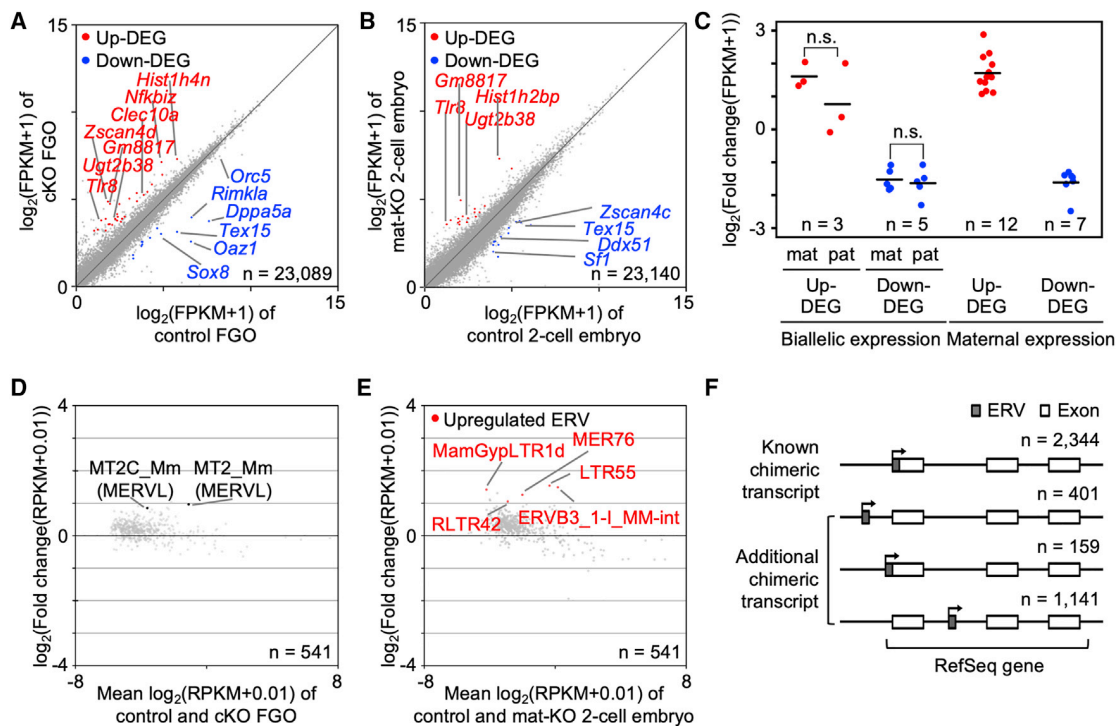 A
15
Up-DEG
Down-DEG
Hist1h4n
Nfkbiz
Clec10a
Zscan4d
Gm8817
Ugt2b38
Tlr8
Orc5
Rimkla
Dppa5a
Tex15
Oaz1
Sox8
n = 23,089
0
0
15
log2(FPKM+1) of
cKO FGO
log2(FPKM+1) of
control FGO
B
15
Up-DEG
Down-DEG
Gm8817
Hist1h2bp
Tlr8
Ugt2b38
Zscan4c
Tex15
Ddx51
Sf1
n = 23,140
0
0
15
log2(FPKM+1) of
mat-KO 2-cell embryo
log2(FPKM+1) of
control 2-cell embryo
C
log2(Fold change(FPKM+1))
3
0
-3
n.s.
n.s.
n = 3
n = 5
n = 12
n = 7
mat pat
mat pat
Up-
DEG
Down-
DEG
Up-
DEG
Down-
DEG
Biallelic expression
Maternal expression
D
log2(Fold change(RPKM+0.01))
4
0
-4
MT2C_Mm
(MERVL)
MT2_Mm
(MERVL)
n = 541
-8
8
Mean log2(RPKM+0.01) of
control and cKO FGO
E
log2(Fold change(RPKM+0.01))
4
0
-4
Upregulated ERV
MamGypLTR1d
MER76
LTR55
RLTR42
ERVB3_1-I_MM-int
n = 541
-8
8
Mean log2(RPKM+0.01) of
control and mat-KO 2-cell embryo
F
ERV
Exon
Known
chimeric
transcript
n = 2,344
n = 401
Additional
chimeric
transcript
n = 159
n = 1,141
RefSeq gene